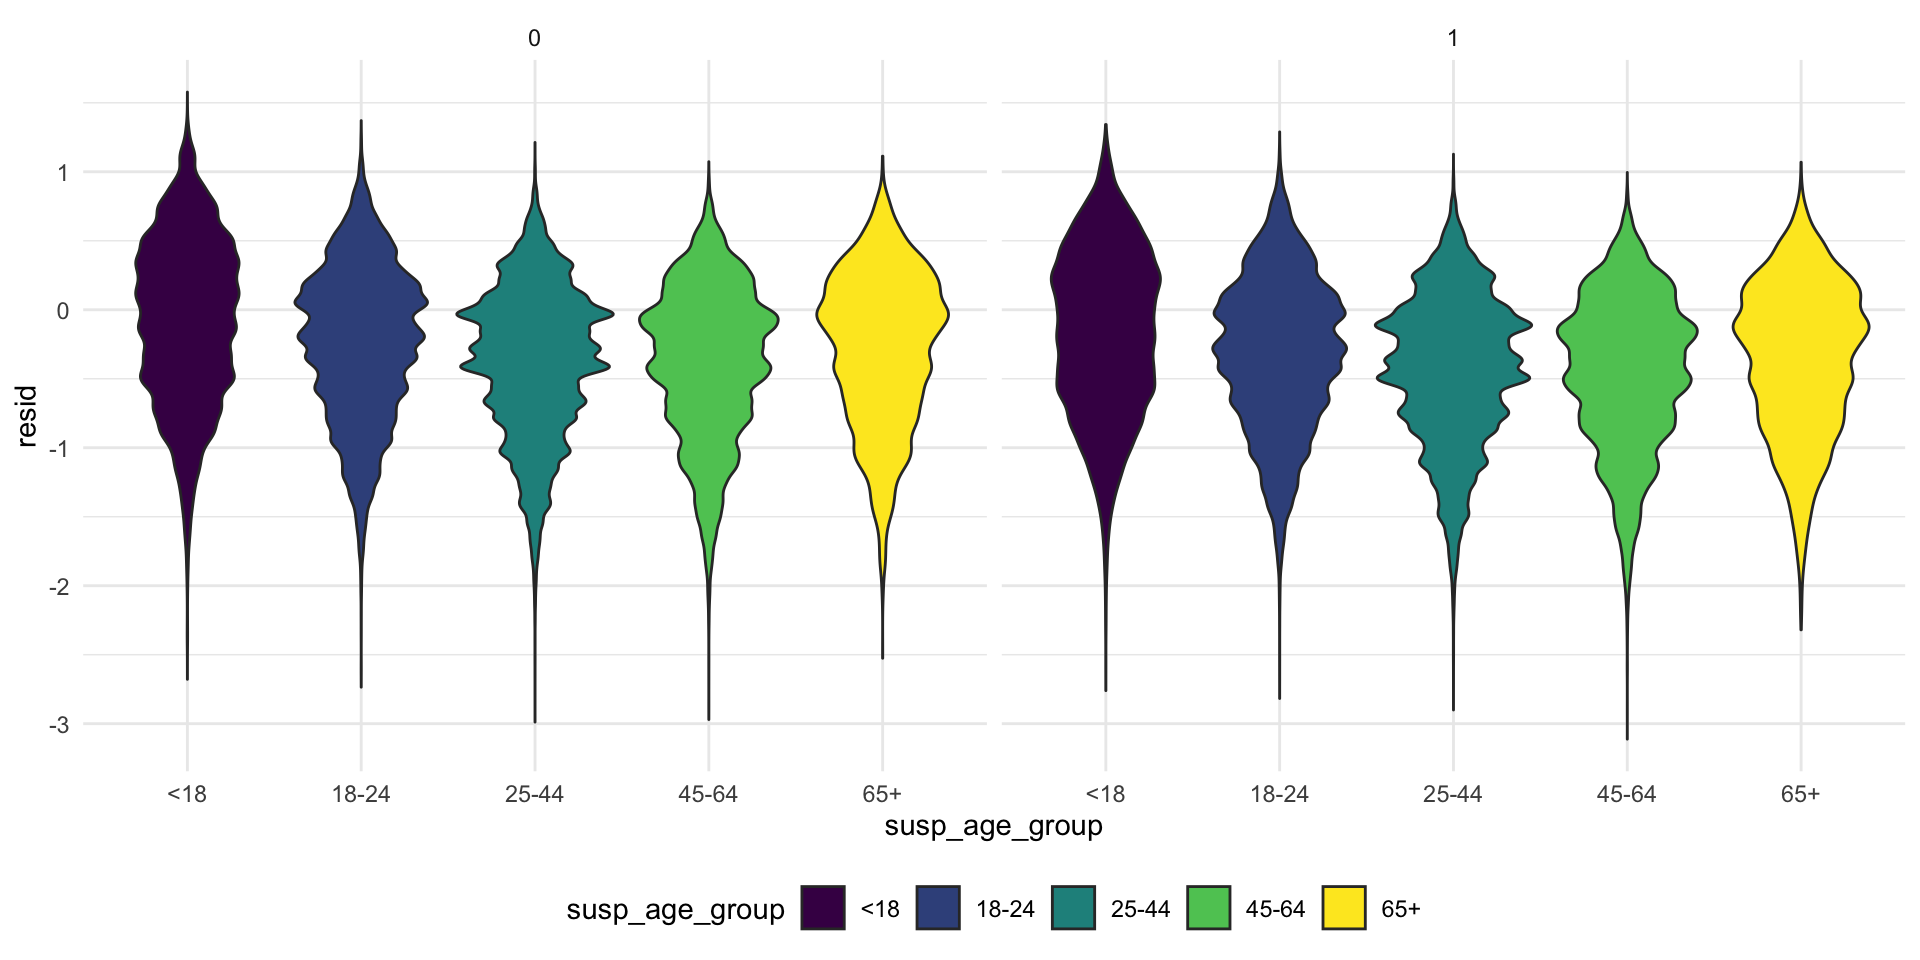 0 1
resid
1
0
-1
-2
-3
<18 18-24 25-44 45-64 65+ <18 18-24 25-44 45-64 65+
susp_age_group
susp_age_group <18 18-24 25-44 45-64 65+